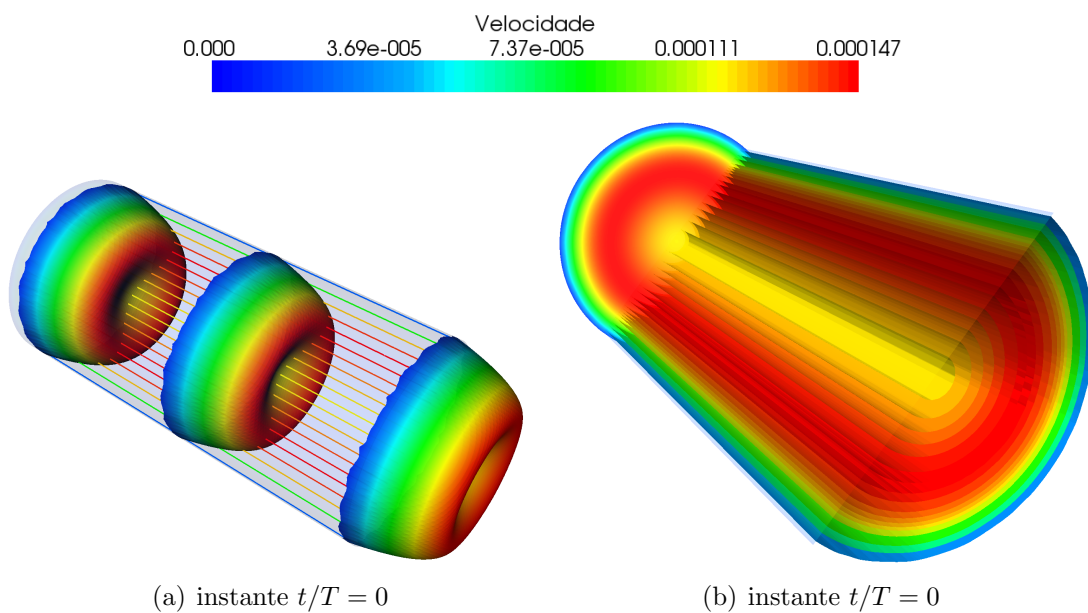 Velocidade
0.000 3.69e-005 7.37e-005 0.000111 0.000147
(a) instante t/T = 0 (b) instante t/T = 0